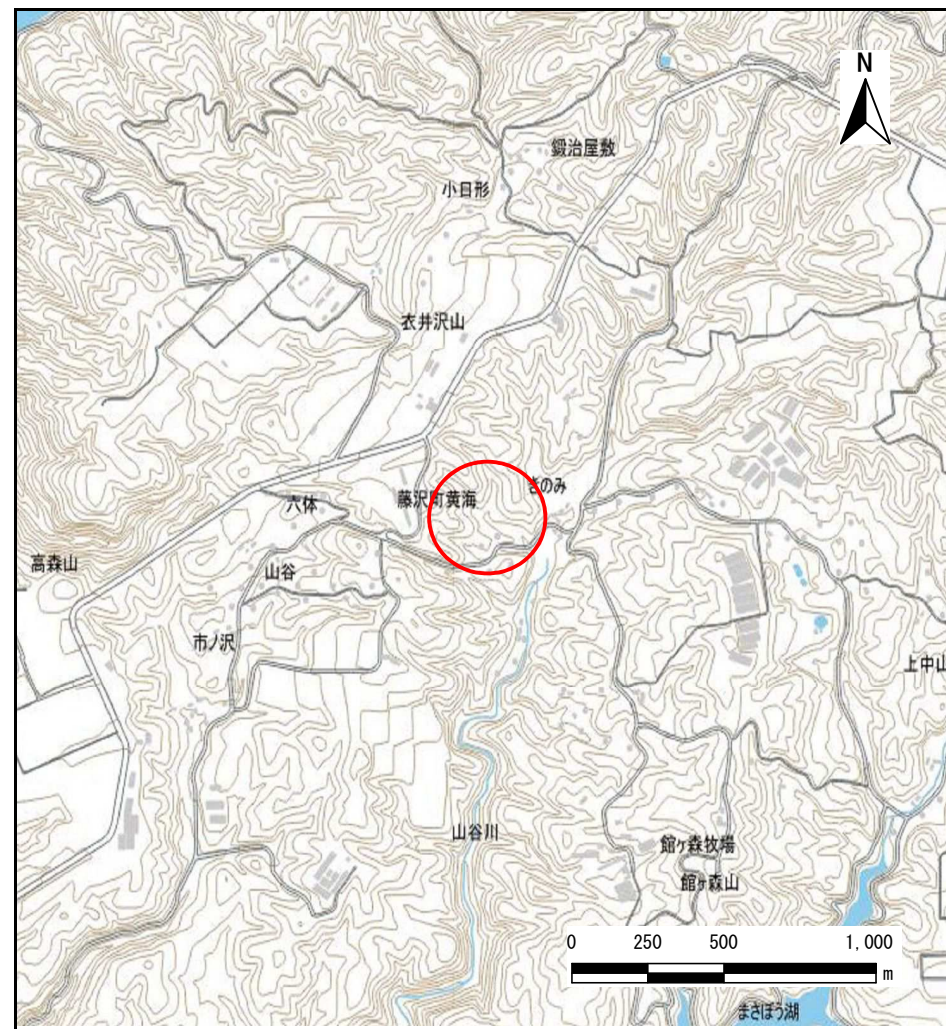 N
鍛治屋敷
小日形
衣井沢山
きのみ
藤沢町黄海
六体
高森山
山谷
市ノ沢
上中山
山谷川
館ヶ森牧場
館ヶ森山
0 250 500 1,000
m
まさぼう湖